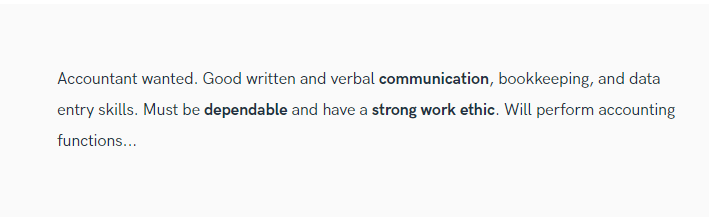 Accountant wanted. Good written and verbal communication, bookkeeping, and data
entry skills. Must be dependable and have a strong work ethic. Will perform accounting
functions...